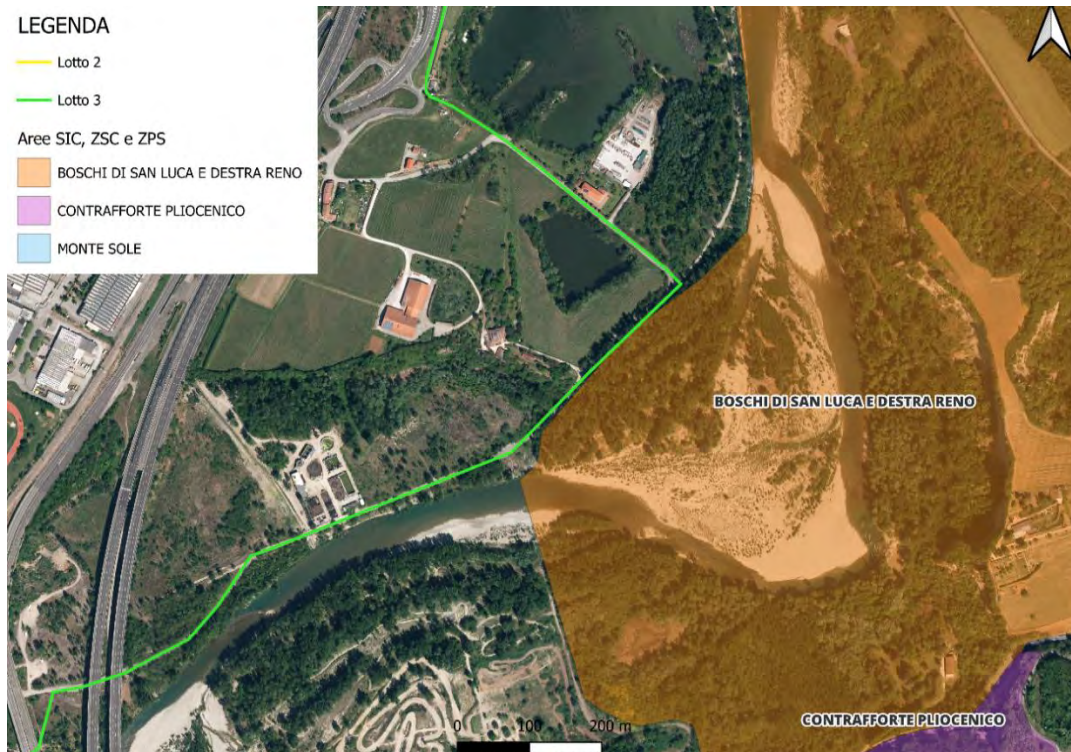 LEGENDA
Lotto 2
Lotto 3
Aree SIC, ZSC e ZPS
BOSCHI DI SAN LUCA E DESTRA RENO
CONTRAFFORTE PLIOCENICO
MONTE SOLE
BOSCHI DI SAN LUCA E DESTRA RENO
CONTRAFFORTE PLIOCENICO
0 100 200 m